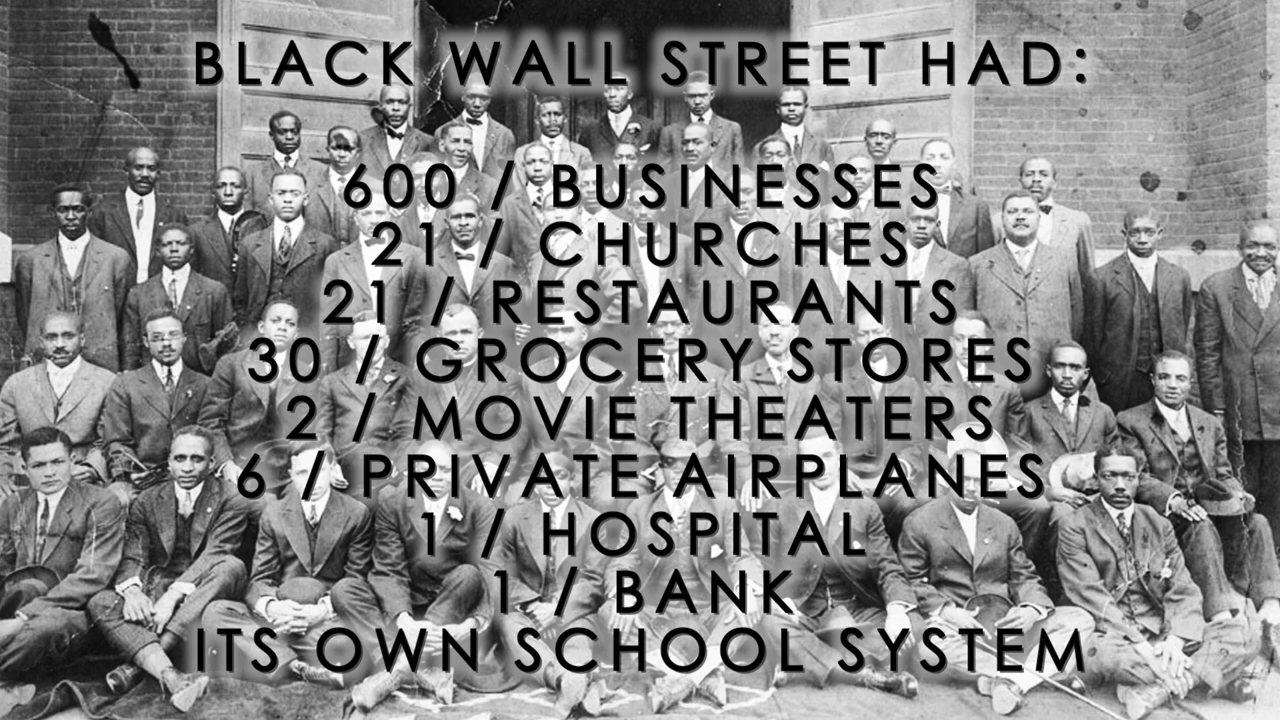 BLACK WALL STREET HAD:
600 / BUSINESSES
21 / CHURCHES
21 / RESTAURANTS
30 / GROCERY STORES
2 / MOVIE THEATERS
6 / PRIVATE AIRPLANES
1 / HOSPITAL
1 / BANK
ITS OWN SCHOOL SYSTEM